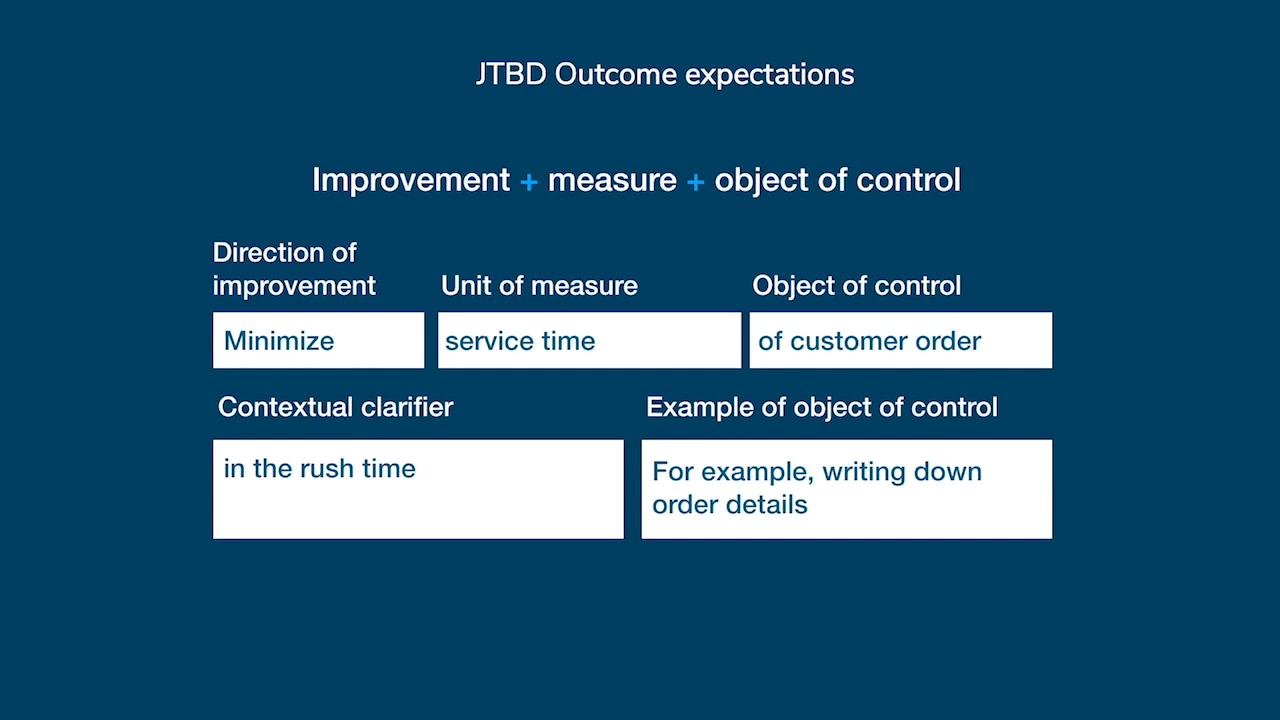 JTBD Outcome expectations
Improvement + measure + object of control
Direction of
improvement
Unit of measure
Object of control
Minimize
service time
of customer order
Contextual clarifier
Example of object of control
in the rush time
For example, writing down
order details